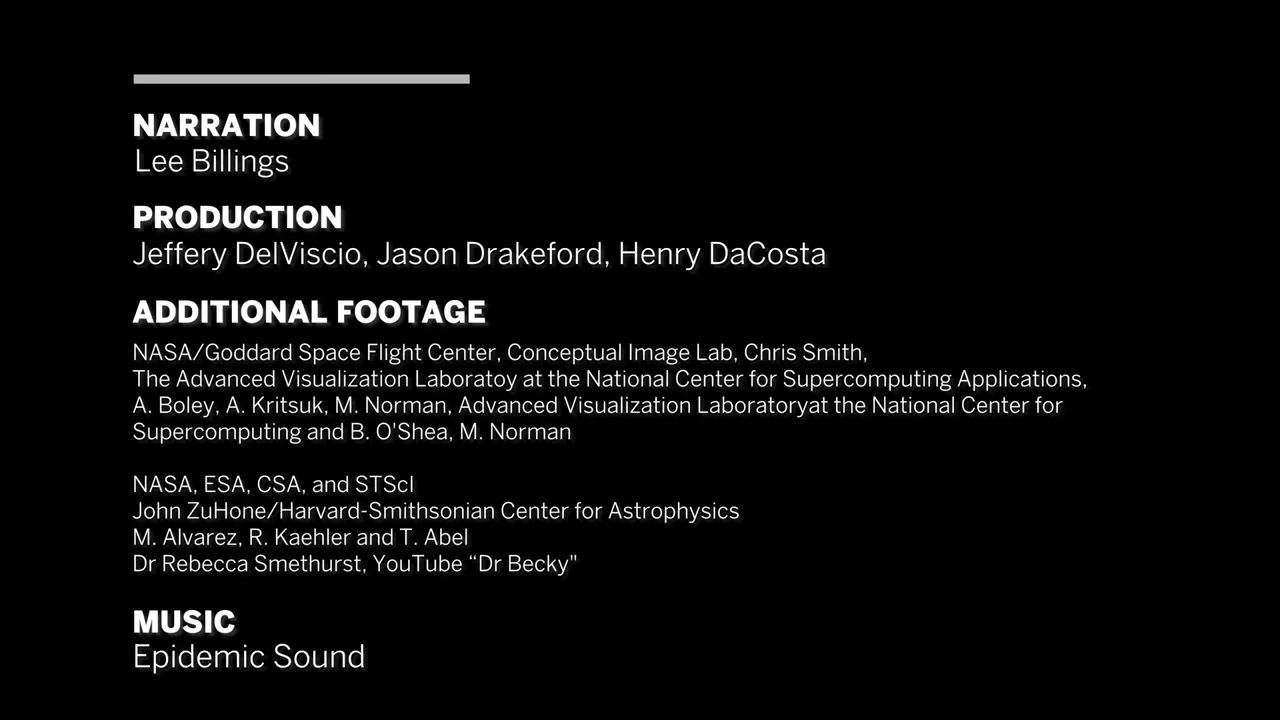 NARRATION
Lee Billings
PRODUCTION
Jeffery DelViscio, Jason Drakeford, Henry DaCosta
ADDITIONAL FOOTAGE
NASA/Goddard Space Flight Center, Conceptual Image Lab, Chris Smith,
The Advanced Visualization Laboratoy at the National Center for Supercomputing Applications,
A. Boley, A. Kritsuk, M. Norman, Advanced Visualization Laboratoryat the National Center for
Supercomputing and B. O'Shea, M. Norman
NASA, ESA, CSA, and STScI
John ZuHone/Harvard-Smithsonian Center for Astrophysics
M. Alvarez, R. Kaehler and T. Abel
Dr Rebecca Smethurst, YouTube “Dr Becky"
MUSIC
Epidemic Sound